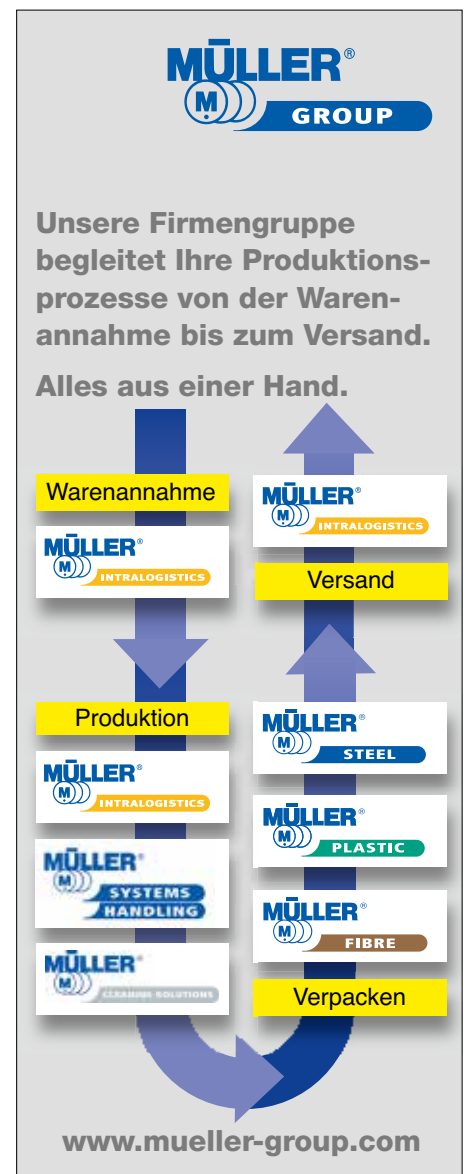 MÜLLER®
M
GROUP
Unsere Firmengruppe
begleitet Ihre Produktions-
prozesse von der Waren-
annahme bis zum Versand.
Alles aus einer Hand.
Warenannahme
MÜLLER®
M
INTRALOGISTICS
Produktion
MÜLLER®
M
INTRALOGISTICS
MÜLLER®
M
SYSTEMS
HANDLING
MÜLLER®
M
CLEANING SOLUTIONS
Verpacken
MÜLLER®
M
FIBRE
MÜLLER®
M
PLASTIC
MÜLLER®
M
STEEL
Versand
MÜLLER®
M
INTRALOGISTICS
www.mueller-group.com